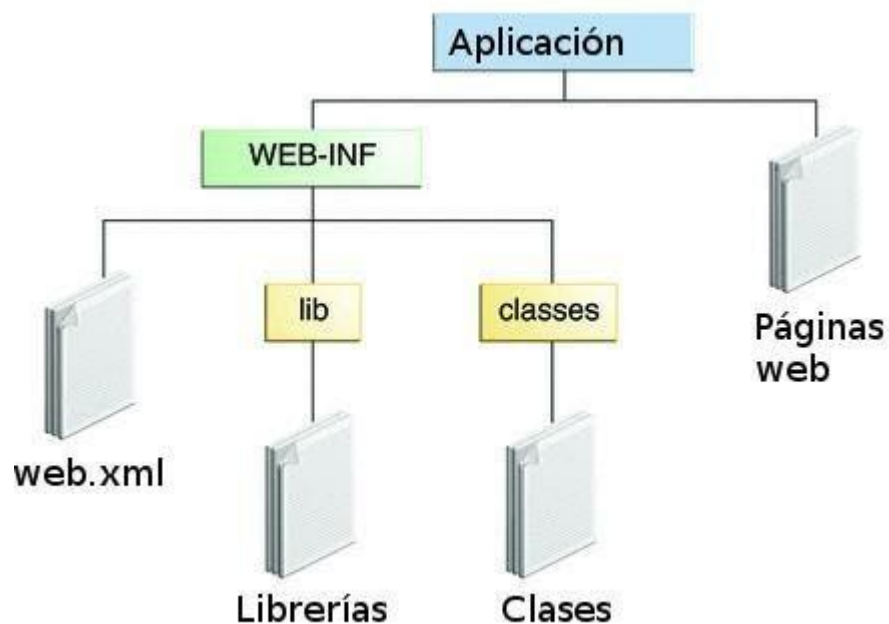 Aplicación
WEB-INF
lib
classes
Páginas
web
web.xml
Librerías
Clases